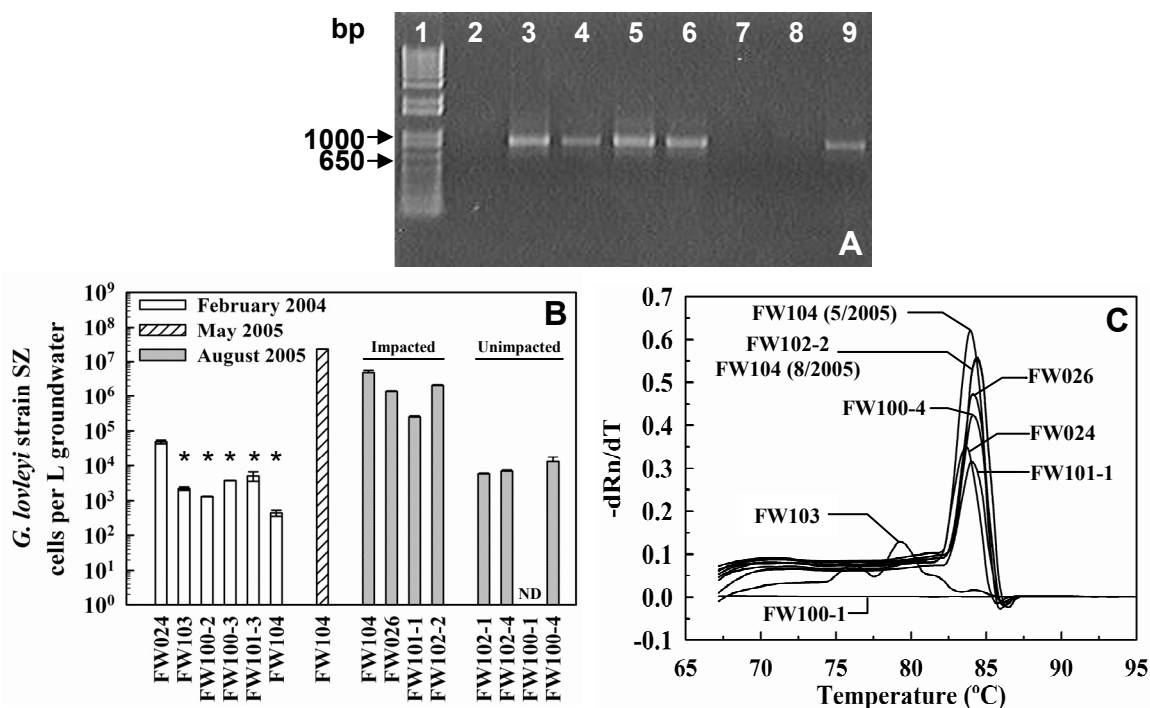 bp 1 2 3 4 5 6 7 8 9
1000
650
A
10⁹
10⁸
10⁷
10⁶
10⁵
10⁴
10³
10²
10¹
10⁰
G. lovleyi strain SZ
cells per L groundwater
February 2004
May 2005
August 2005
B
Impacted
Unimpacted
* * * * *
ND
FW024
FW103
FW100-2
FW100-3
FW101-3
FW104
FW104
FW104
FW026
FW101-1
FW102-2
FW102-1
FW102-4
FW100-1
FW100-4
0.7
0.6
0.5
0.4
0.3
0.2
0.1
0.0
-0.1
-dRn/dT
C
FW104 (5/2005)
FW102-2
FW104 (8/2005)
FW026
FW100-4
FW024
FW101-1
FW103
FW100-1
65 70 75 80 85 90 95
Temperature (ºC)